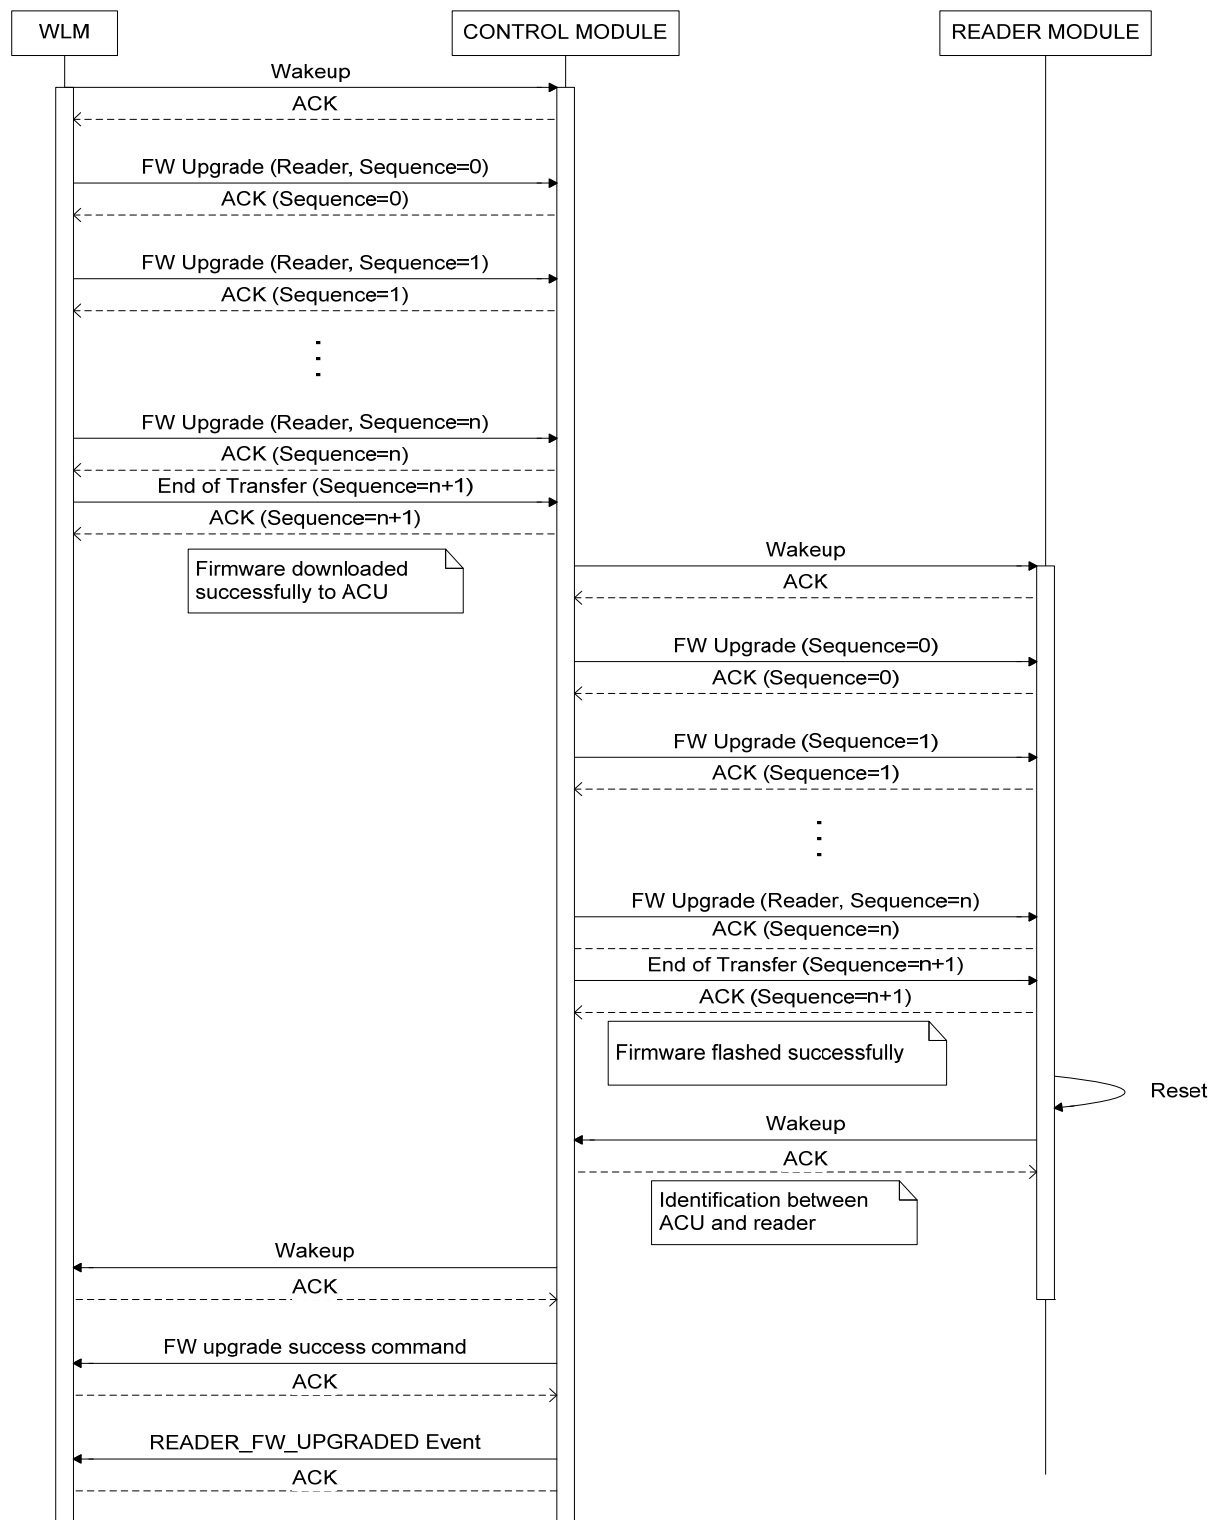 WLM
CONTROL MODULE
READER MODULE
Wakeup
ACK
FW Upgrade (Reader, Sequence=0)
ACK (Sequence=0)
FW Upgrade (Reader, Sequence=1)
ACK (Sequence=1)
FW Upgrade (Reader, Sequence=n)
ACK (Sequence=n)
End of Transfer (Sequence=n+1)
ACK (Sequence=n+1)
Firmware downloaded
successfully to ACU
Wakeup
ACK
FW Upgrade (Sequence=0)
ACK (Sequence=0)
FW Upgrade (Sequence=1)
ACK (Sequence=1)
FW Upgrade (Reader, Sequence=n)
ACK (Sequence=n)
End of Transfer (Sequence=n+1)
ACK (Sequence=n+1)
Firmware flashed successfully
Reset
Wakeup
ACK
Identification between
ACU and reader
Wakeup
ACK
FW upgrade success command
ACK
READER_FW_UPGRADED Event
ACK